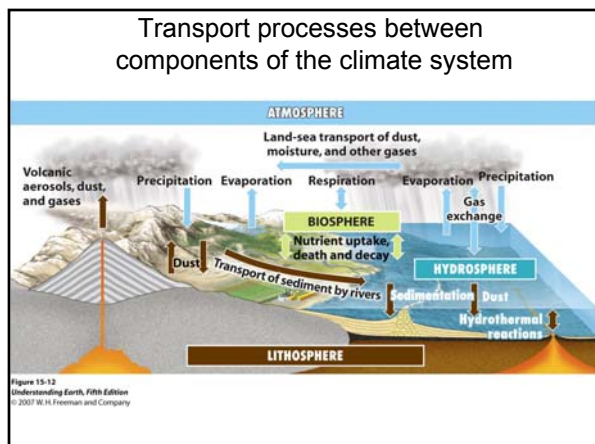 Transport processes between
components of the climate system
ATMOSPHERE
Land-sea transport of dust,
moisture, and other gases
Volcanic
aerosols, dust,
and gases
Precipitation
Evaporation
Respiration
Evaporation
Precipitation
Gas
exchange
BIOSPHERE
Nutrient uptake,
death and decay
HYDROSPHERE
Dust
Transport of sediment by rivers
Sedimentation
Dust
Hydrothermal
reactions
LITHOSPHERE
Figure 15-12
Understanding Earth, Fifth Edition
© 2007 W. H. Freeman and Company